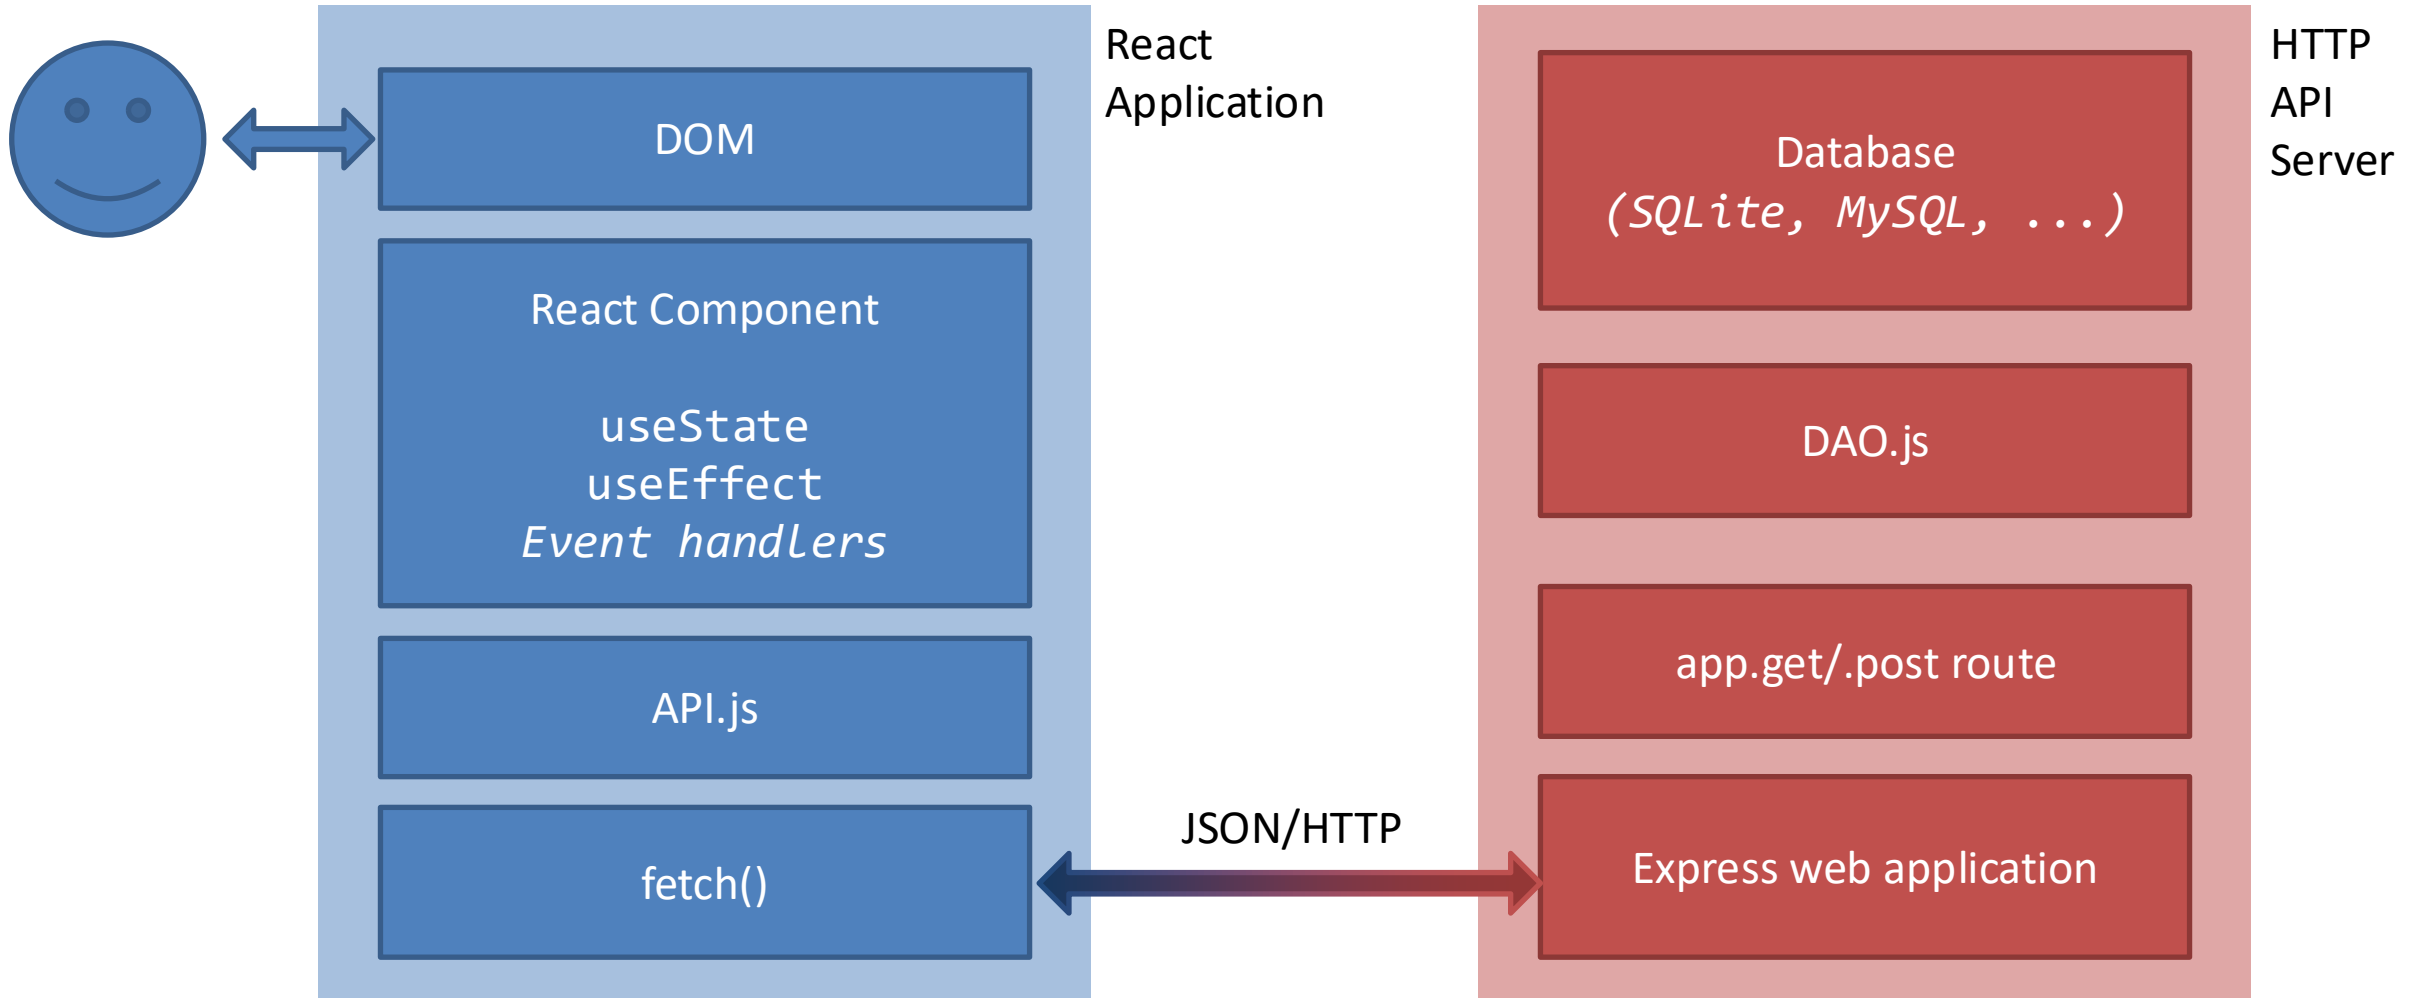 React
Application
DOM
React Component
useState
useEffect
Event handlers
API.js
fetch()
JSON/HTTP
HTTP
API
Server
Database
(SQLite, MySQL, ...)
DAO.js
app.get/.post route
Express web application